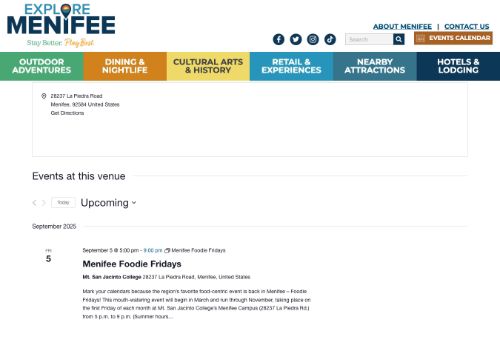 EXPLORE
MENIFEE
Stay Better. Play Best.
ABOUT MENIFEE | CONTACT US
Search
EVENTS CALENDAR
OUTDOOR ADVENTURES
DINING & NIGHTLIFE
CULTURAL ARTS & HISTORY
RETAIL & EXPERIENCES
NEARBY ATTRACTIONS
HOTELS & LODGING
28237 La Piedra Road
Menifee, 92584 United States
Get Directions
Events at this venue
Today
Upcoming
September 2025
FRI
5
September 5 @ 5:00 pm - 9:00 pm Menifee Foodie Fridays
Menifee Foodie Fridays
Mt. San Jacinto College 28237 La Piedra Road, Menifee, United States
Mark your calendars because the region's favorite food-centric event is back in Menifee – Foodie
Fridays! This mouth-watering event will begin in March and run through November, taking place on
the first Friday of each month at Mt. San Jacinto College's Menifee Campus (28237 La Piedra Rd.)
from 5 p.m. to 9 p.m. (Summer hours…